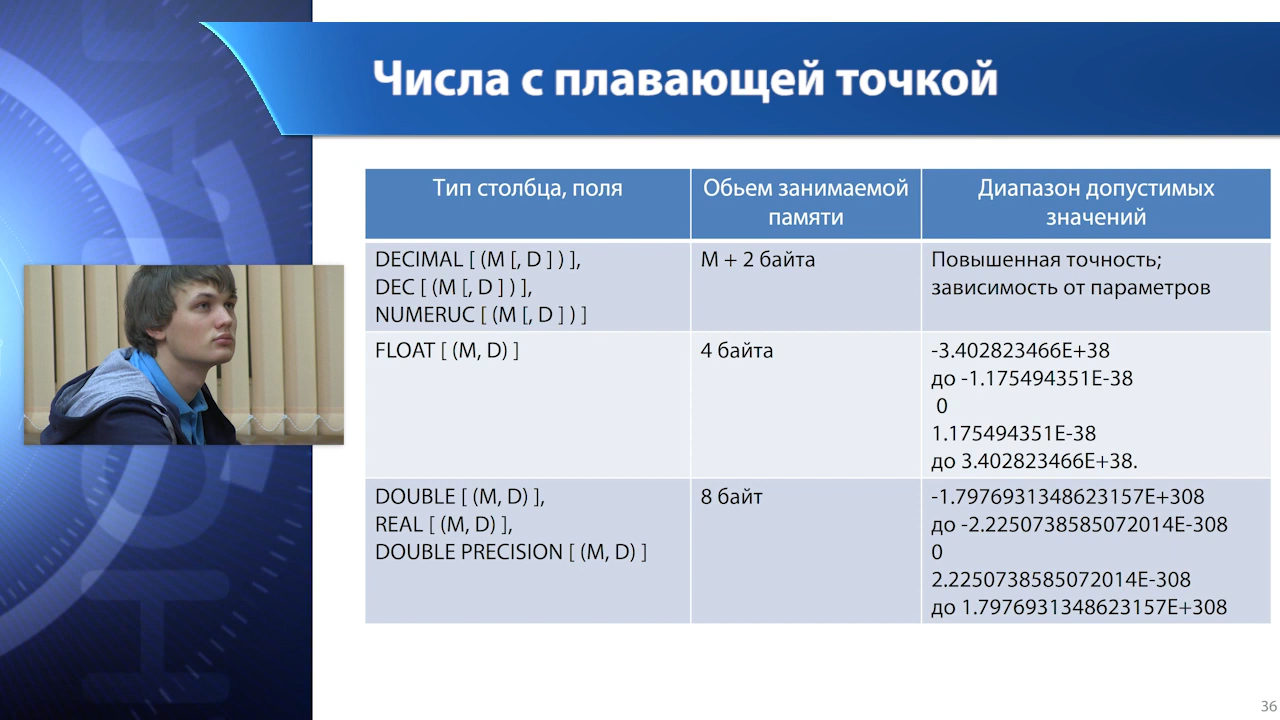 Числа с плавающей точкой
Тип столбца, поля
Обьем занимаемой
памяти
Диапазон допустимых
значений
DECIMAL [ (M [, D ] ) ],
DEC [ (M [, D ] ) ],
NUMERUC [ (M [, D ] ) ]
M + 2 байта
Повышенная точность;
зависимость от параметров
FLOAT [ (M, D) ]
4 байта
-3.402823466E+38
до -1.175494351E-38
0
1.175494351E-38
до 3.402823466E+38.
DOUBLE [ (M, D) ],
REAL [ (M, D) ],
DOUBLE PRECISION [ (M, D) ]
8 байт
-1.7976931348623157E+308
до -2.2250738585072014E-308
0
2.2250738585072014E-308
до 1.7976931348623157E+308
36